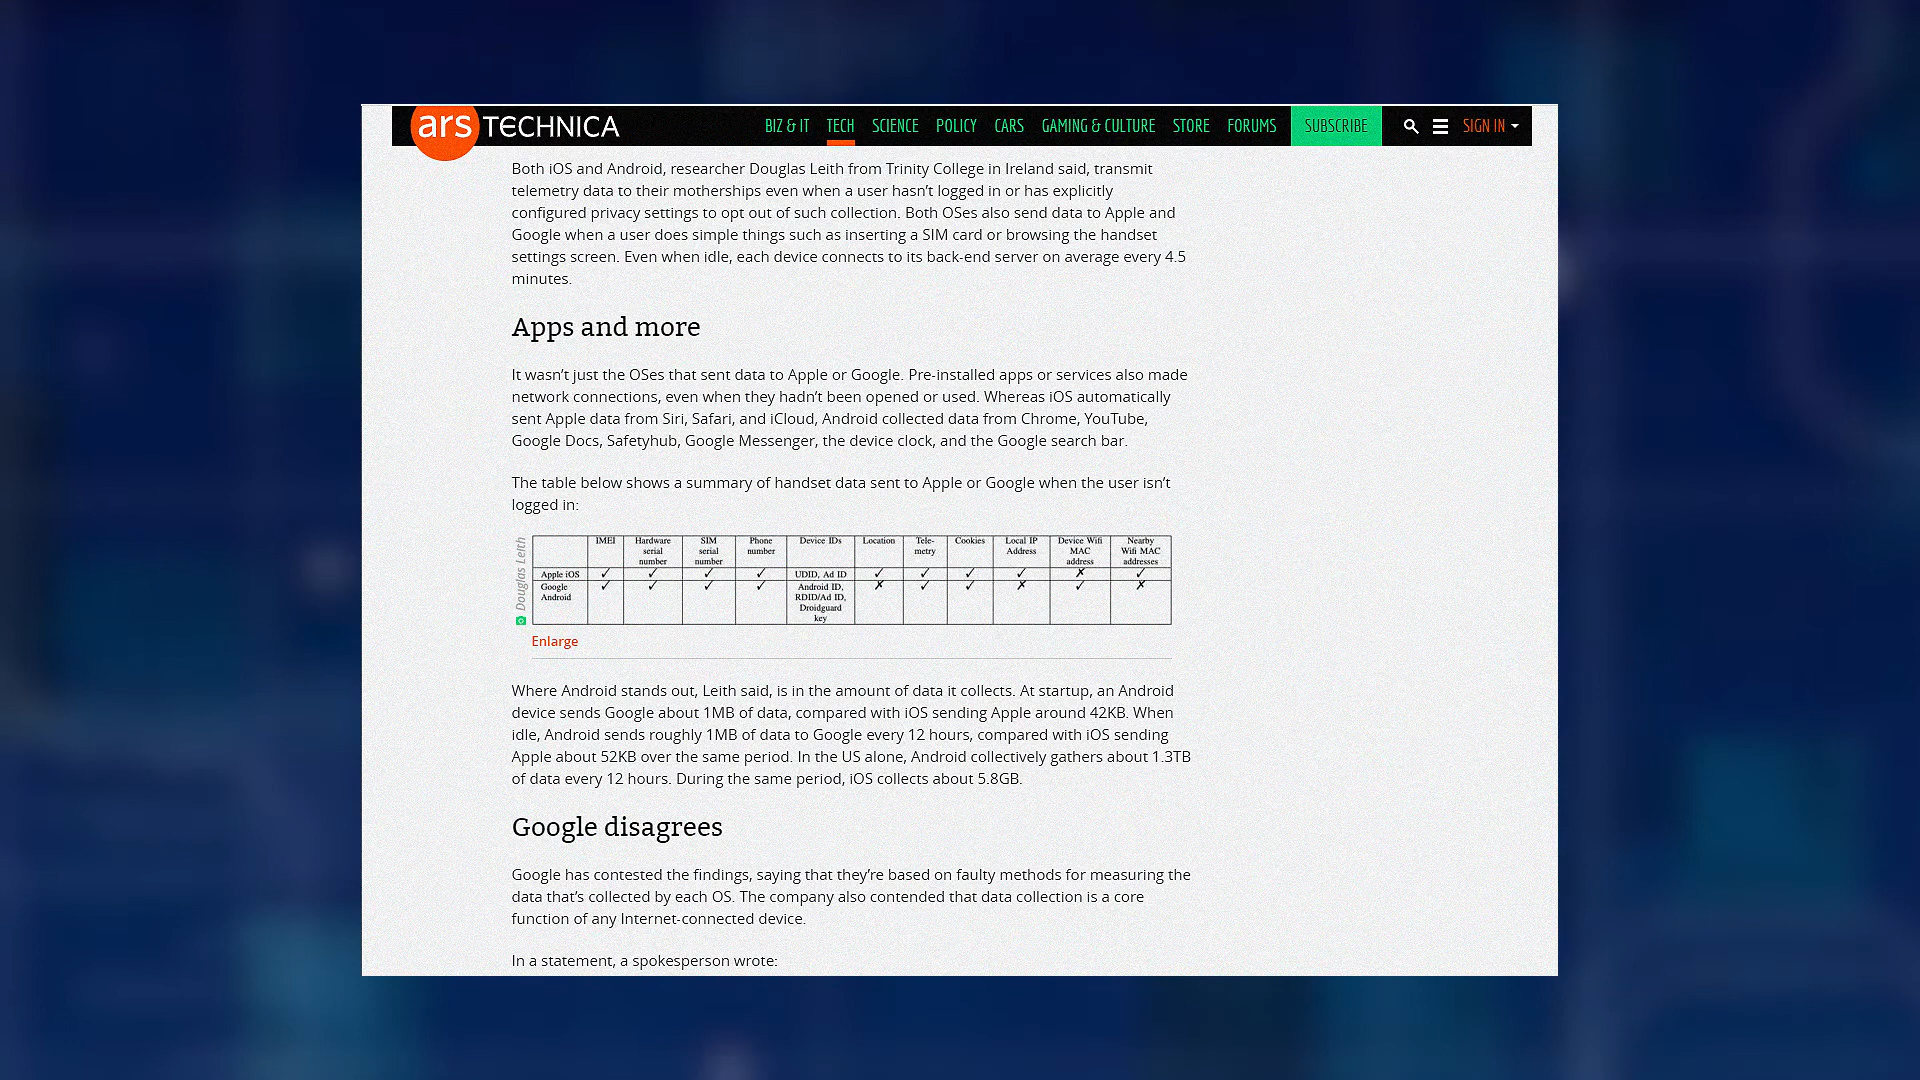 ars TECHNICA BIZ & IT TECH SCIENCE POLICY CARS GAMING & CULTURE STORE FORUMS SUBSCRIBE SIGN IN
Both iOS and Android, researcher Douglas Leith from Trinity College in Ireland said, transmit
telemetry data to their motherships even when a user hasn’t logged in or has explicitly
configured privacy settings to opt out of such collection. Both OSes also send data to Apple and
Google when a user does simple things such as inserting a SIM card or browsing the handset
settings screen. Even when idle, each device connects to its back-end server on average every 4.5
minutes.
Apps and more
It wasn’t just the OSes that sent data to Apple or Google. Pre-installed apps or services also made
network connections, even when they hadn’t been opened or used. Whereas iOS automatically
sent Apple data from Siri, Safari, and iCloud, Android collected data from Chrome, YouTube,
Google Docs, Safetyhub, Google Messenger, the device clock, and the Google search bar.
The table below shows a summary of handset data sent to Apple or Google when the user isn’t
logged in:
Douglas Leith
IMEI Hardware SIM Phone Device IDs Location Tele- Cookies Local IP Device Wifi Nearby
serial serial number metry Address MAC Wifi MAC
number number address addresses
Apple iOS ✓ ✓ ✓ ✓ UDID, Ad ID ✓ ✓ ✓ ✓ ✗ ✓
Google ✓ ✓ ✓ ✓ Android ID, ✗ ✓ ✓ ✗ ✓ ✗
Android RDID/Ad ID,
Droidguard
key
Enlarge
Where Android stands out, Leith said, is in the amount of data it collects. At startup, an Android
device sends Google about 1MB of data, compared with iOS sending Apple around 42KB. When
idle, Android sends roughly 1MB of data to Google every 12 hours, compared with iOS sending
Apple about 52KB over the same period. In the US alone, Android collectively gathers about 1.3TB
of data every 12 hours. During the same period, iOS collects about 5.8GB.
Google disagrees
Google has contested the findings, saying that they’re based on faulty methods for measuring the
data that’s collected by each OS. The company also contended that data collection is a core
function of any Internet-connected device.
In a statement, a spokesperson wrote: